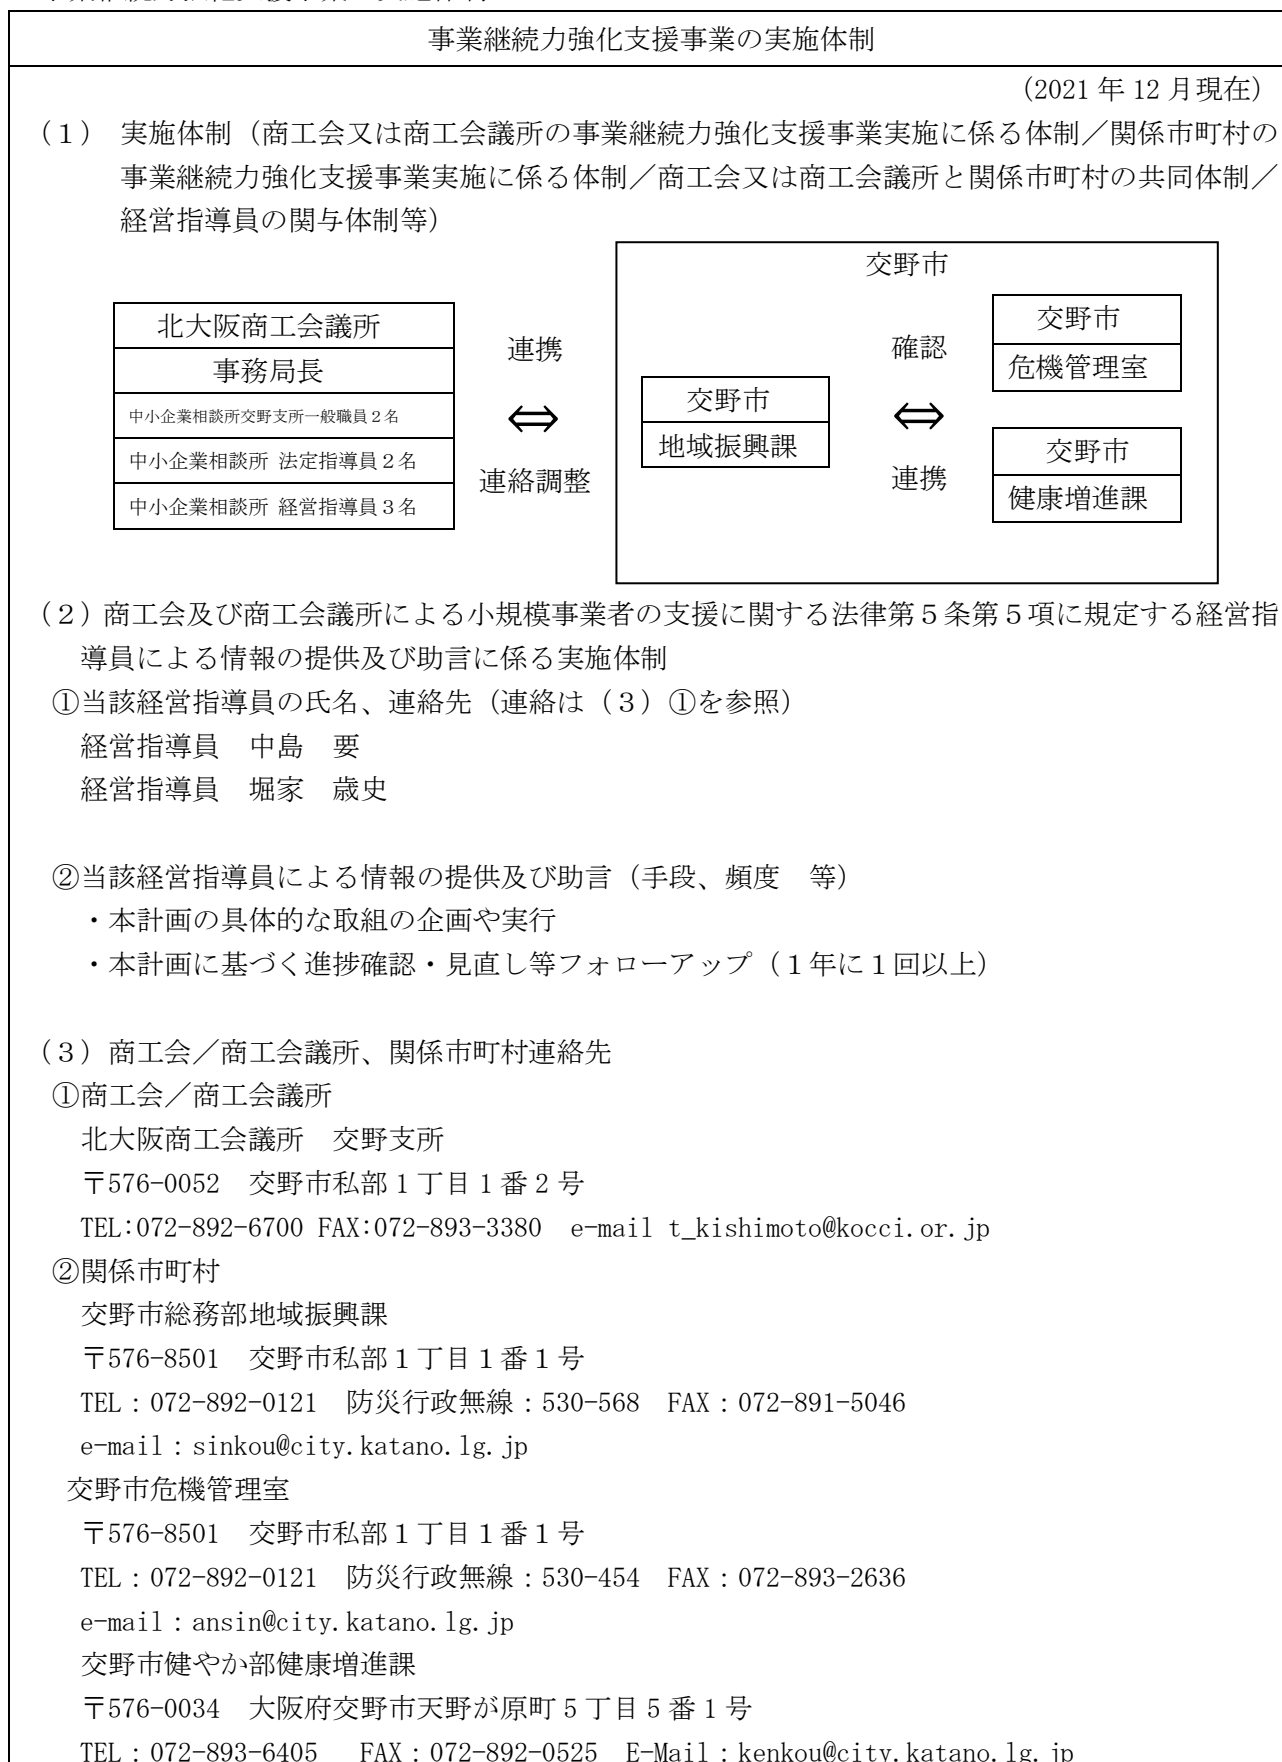 事業継続力強化支援事業の実施体制
(2021 年 12 月現在)
(1) 実施体制(商工会又は商工会議所の事業継続力強化支援事業実施に係る体制/関係市町村の
事業継続力強化支援事業実施に係る体制/商工会又は商工会議所と関係市町村の共同体制/
経営指導員の関与体制等)
北大阪商工会議所
事務局長
中小企業相談所交野支所一般職員2名
中小企業相談所 法定指導員2名
中小企業相談所 経営指導員3名
連携
⇔
連絡調整
交野市
交野市
地域振興課
確認
⇔
連携
交野市
危機管理室
交野市
健康増進課
(2)商工会及び商工会議所による小規模事業者の支援に関する法律第5条第5項に規定する経営指
導員による情報の提供及び助言に係る実施体制
①当該経営指導員の氏名、連絡先(連絡は(3)①を参照)
経営指導員 中島 要
経営指導員 堀家 歳史
②当該経営指導員による情報の提供及び助言(手段、頻度 等)
・本計画の具体的な取組の企画や実行
・本計画に基づく進捗確認・見直し等フォローアップ(1年に1回以上)
(3)商工会/商工会議所、関係市町村連絡先
①商工会/商工会議所
北大阪商工会議所 交野支所
〒576-0052 交野市私部1丁目1番2号
TEL:072-892-6700 FAX:072-893-3380 e-mail t_kishimoto@kocci.or.jp
②関係市町村
交野市総務部地域振興課
〒576-8501 交野市私部1丁目1番1号
TEL:072-892-0121 防災行政無線:530-568 FAX:072-891-5046
e-mail:sinkou@city.katano.lg.jp
交野市危機管理室
〒576-8501 交野市私部1丁目1番1号
TEL:072-892-0121 防災行政無線:530-454 FAX:072-893-2636
e-mail:ansin@city.katano.lg.jp
交野市健やか部健康増進課
〒576-0034 大阪府交野市天野が原町5丁目5番1号
TEL:072-893-6405 FAX:072-892-0525 E-Mail:kenkou@city.katano.lg.jp